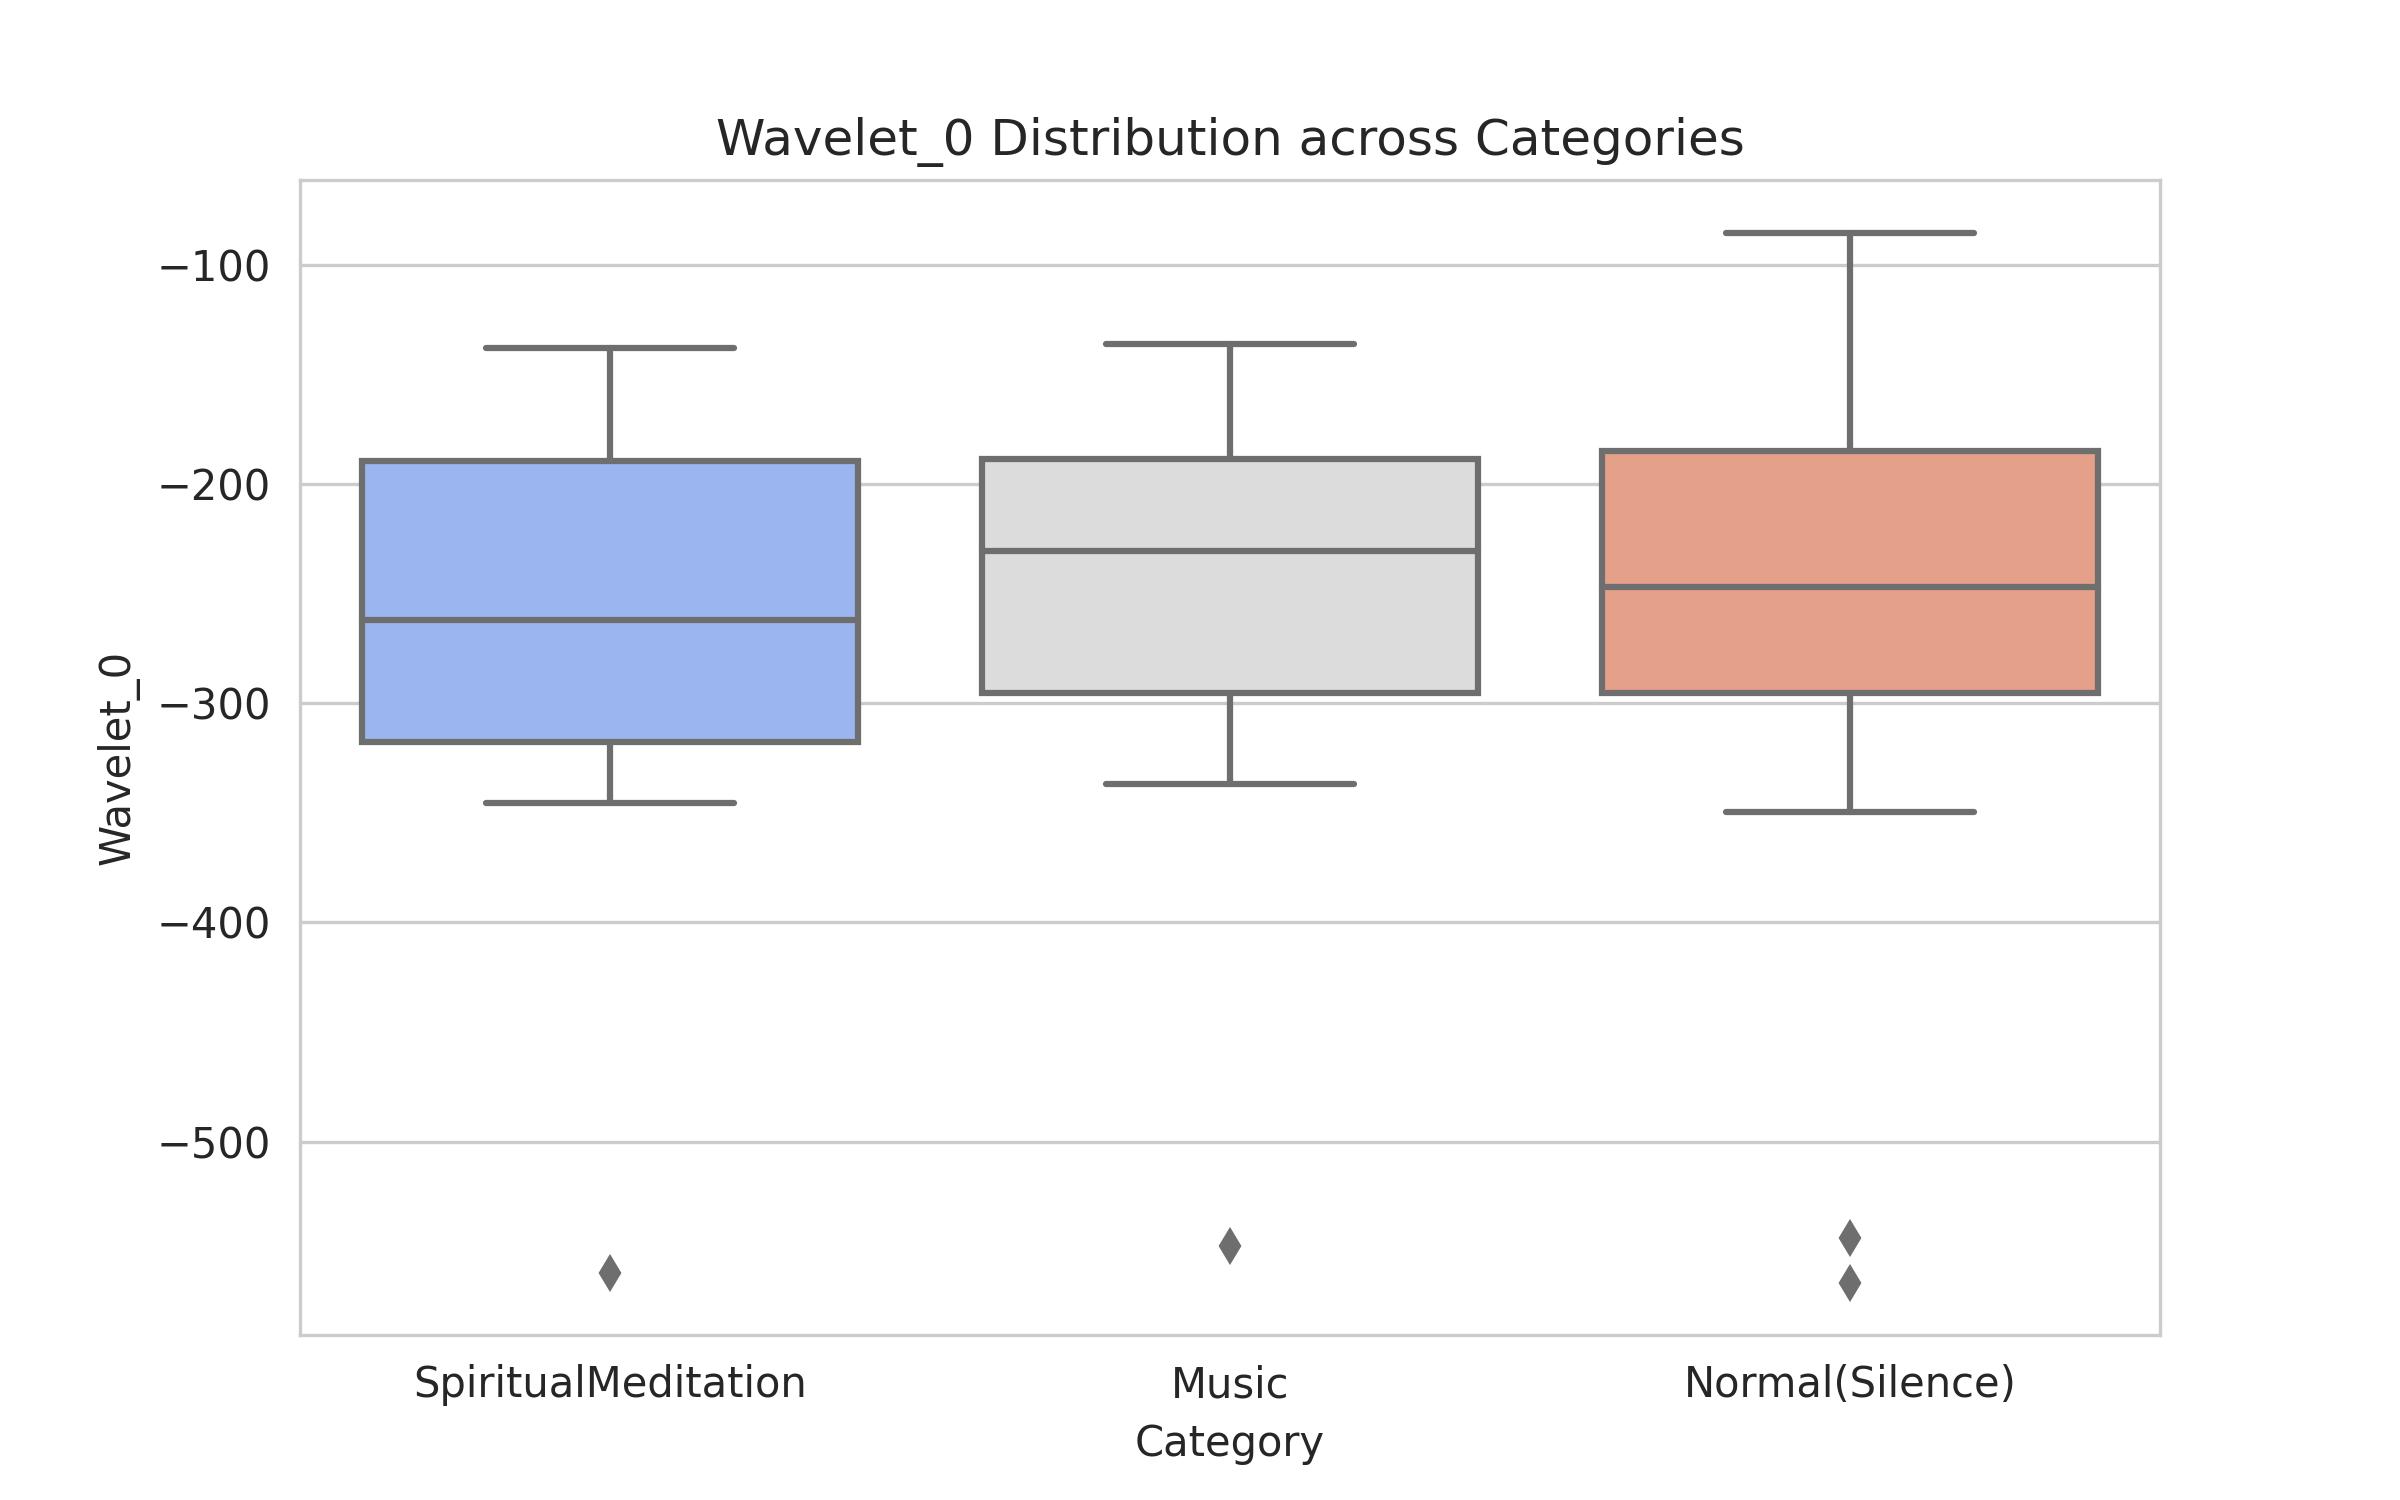 Wavelet_0 Distribution across Categories
−100
−200
−300
−400
−500
Wavelet_0
SpiritualMeditation
Music
Normal(Silence)
Category